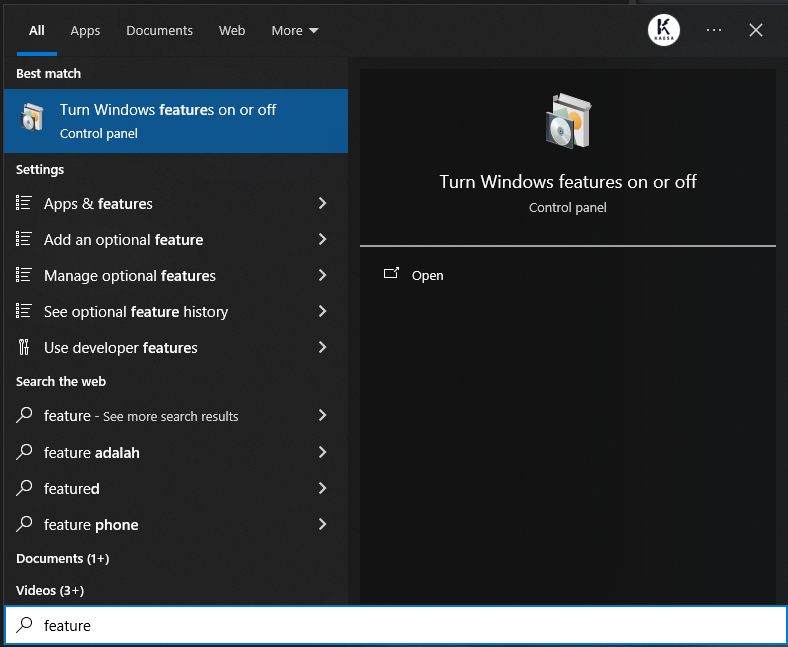 All Apps Documents Web More K KAESA ...
Best match
Turn Windows features on or off
Control panel
Settings
Apps & features
Add an optional feature
Manage optional features
See optional feature history
Use developer features
Search the web
feature - See more search results
feature adalah
featured
feature phone
Documents (1+)
Videos (3+)
Turn Windows features on or off
Control panel
Open
feature